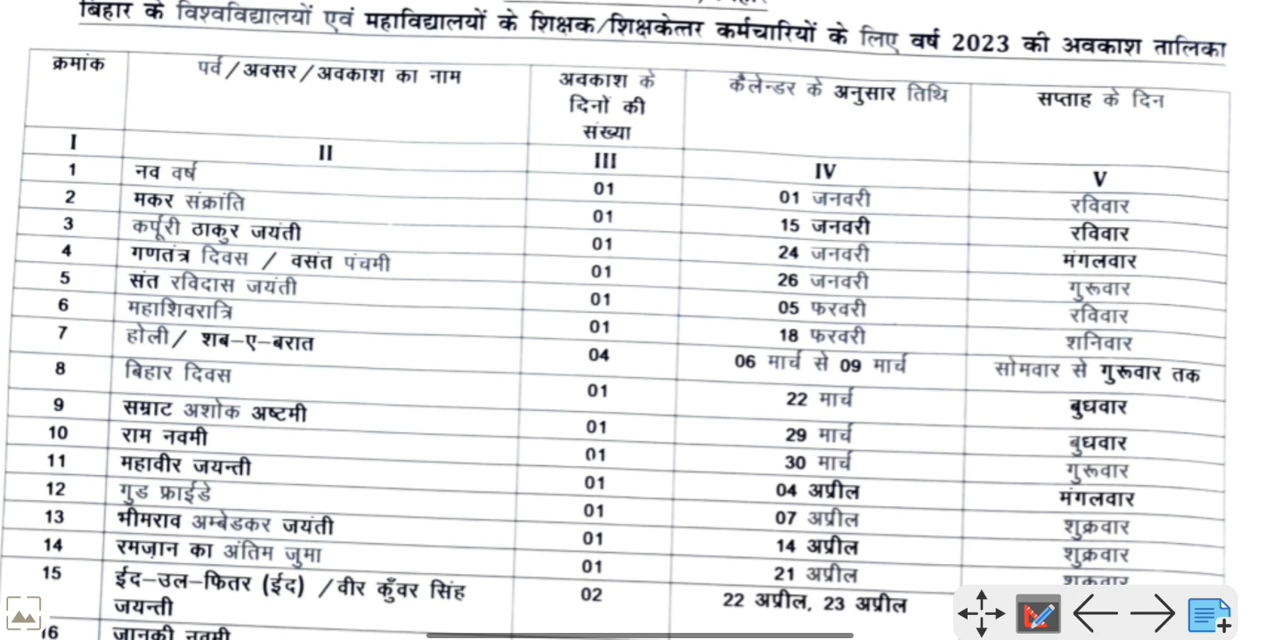 बिहार के विश्वविद्यालयों एवं महाविद्यालयों के शिक्षक/शिक्षकेत्तर कर्मचारियों के लिए वर्ष 2023 की अवकाश तालिका
क्रमांक पर्व/अवसर/अवकाश का नाम अवकाश के दिनों की संख्या कैलेन्डर के अनुसार तिथि सप्ताह के दिन
I II III IV V
1 नव वर्ष 01 01 जनवरी रविवार
2 मकर संक्रांति 01 15 जनवरी रविवार
3 कर्पूरी ठाकुर जयंती 01 24 जनवरी मंगलवार
4 गणतंत्र दिवस / वसंत पंचमी 01 26 जनवरी गुरूवार
5 संत रविदास जयंती 01 05 फरवरी रविवार
6 महाशिवरात्रि 01 18 फरवरी शनिवार
7 होली/ शब-ए-बरात 04 06 मार्च से 09 मार्च सोमवार से गुरूवार तक
8 बिहार दिवस 01 22 मार्च बुधवार
9 सम्राट अशोक अष्टमी 01 29 मार्च बुधवार
10 राम नवमी 01 30 मार्च गुरूवार
11 महावीर जयन्ती 01 04 अप्रील मंगलवार
12 गुड फ्राईडे 01 07 अप्रील शुक्रवार
13 भीमराव अम्बेडकर जयंती 01 14 अप्रील शुक्रवार
14 रमज़ान का अंतिम जुमा 01 21 अप्रील शुक्रवार
15 ईद-उल-फितर (ईद) /वीर कुँवर सिंह जयन्ती 02 22 अप्रील, 23 अप्रील
16 जानकी नवमी